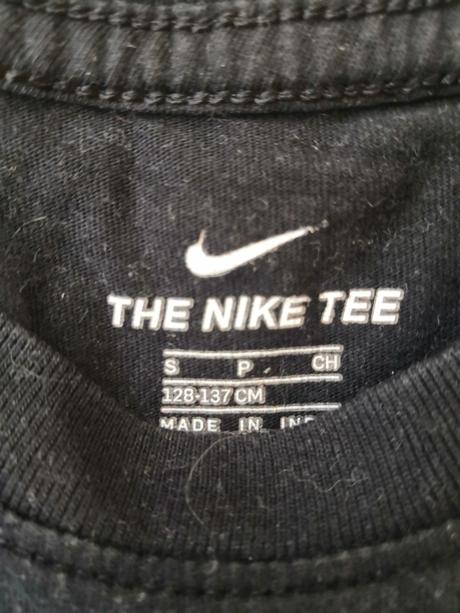 THE NIKE TEE
S P CH
128-137 CM
MADE IN